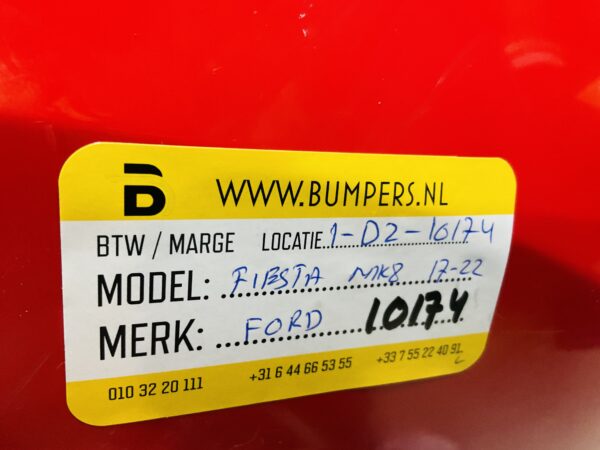 B WWW.BUMPERS.NL
BTW / MARGE LOCATIE 1-D2-10174
MODEL: FIESTA MK8 17-22
MERK: FORD 10174
010 32 20 111 +31 6 44 66 53 55 +33 7 55 22 40 92